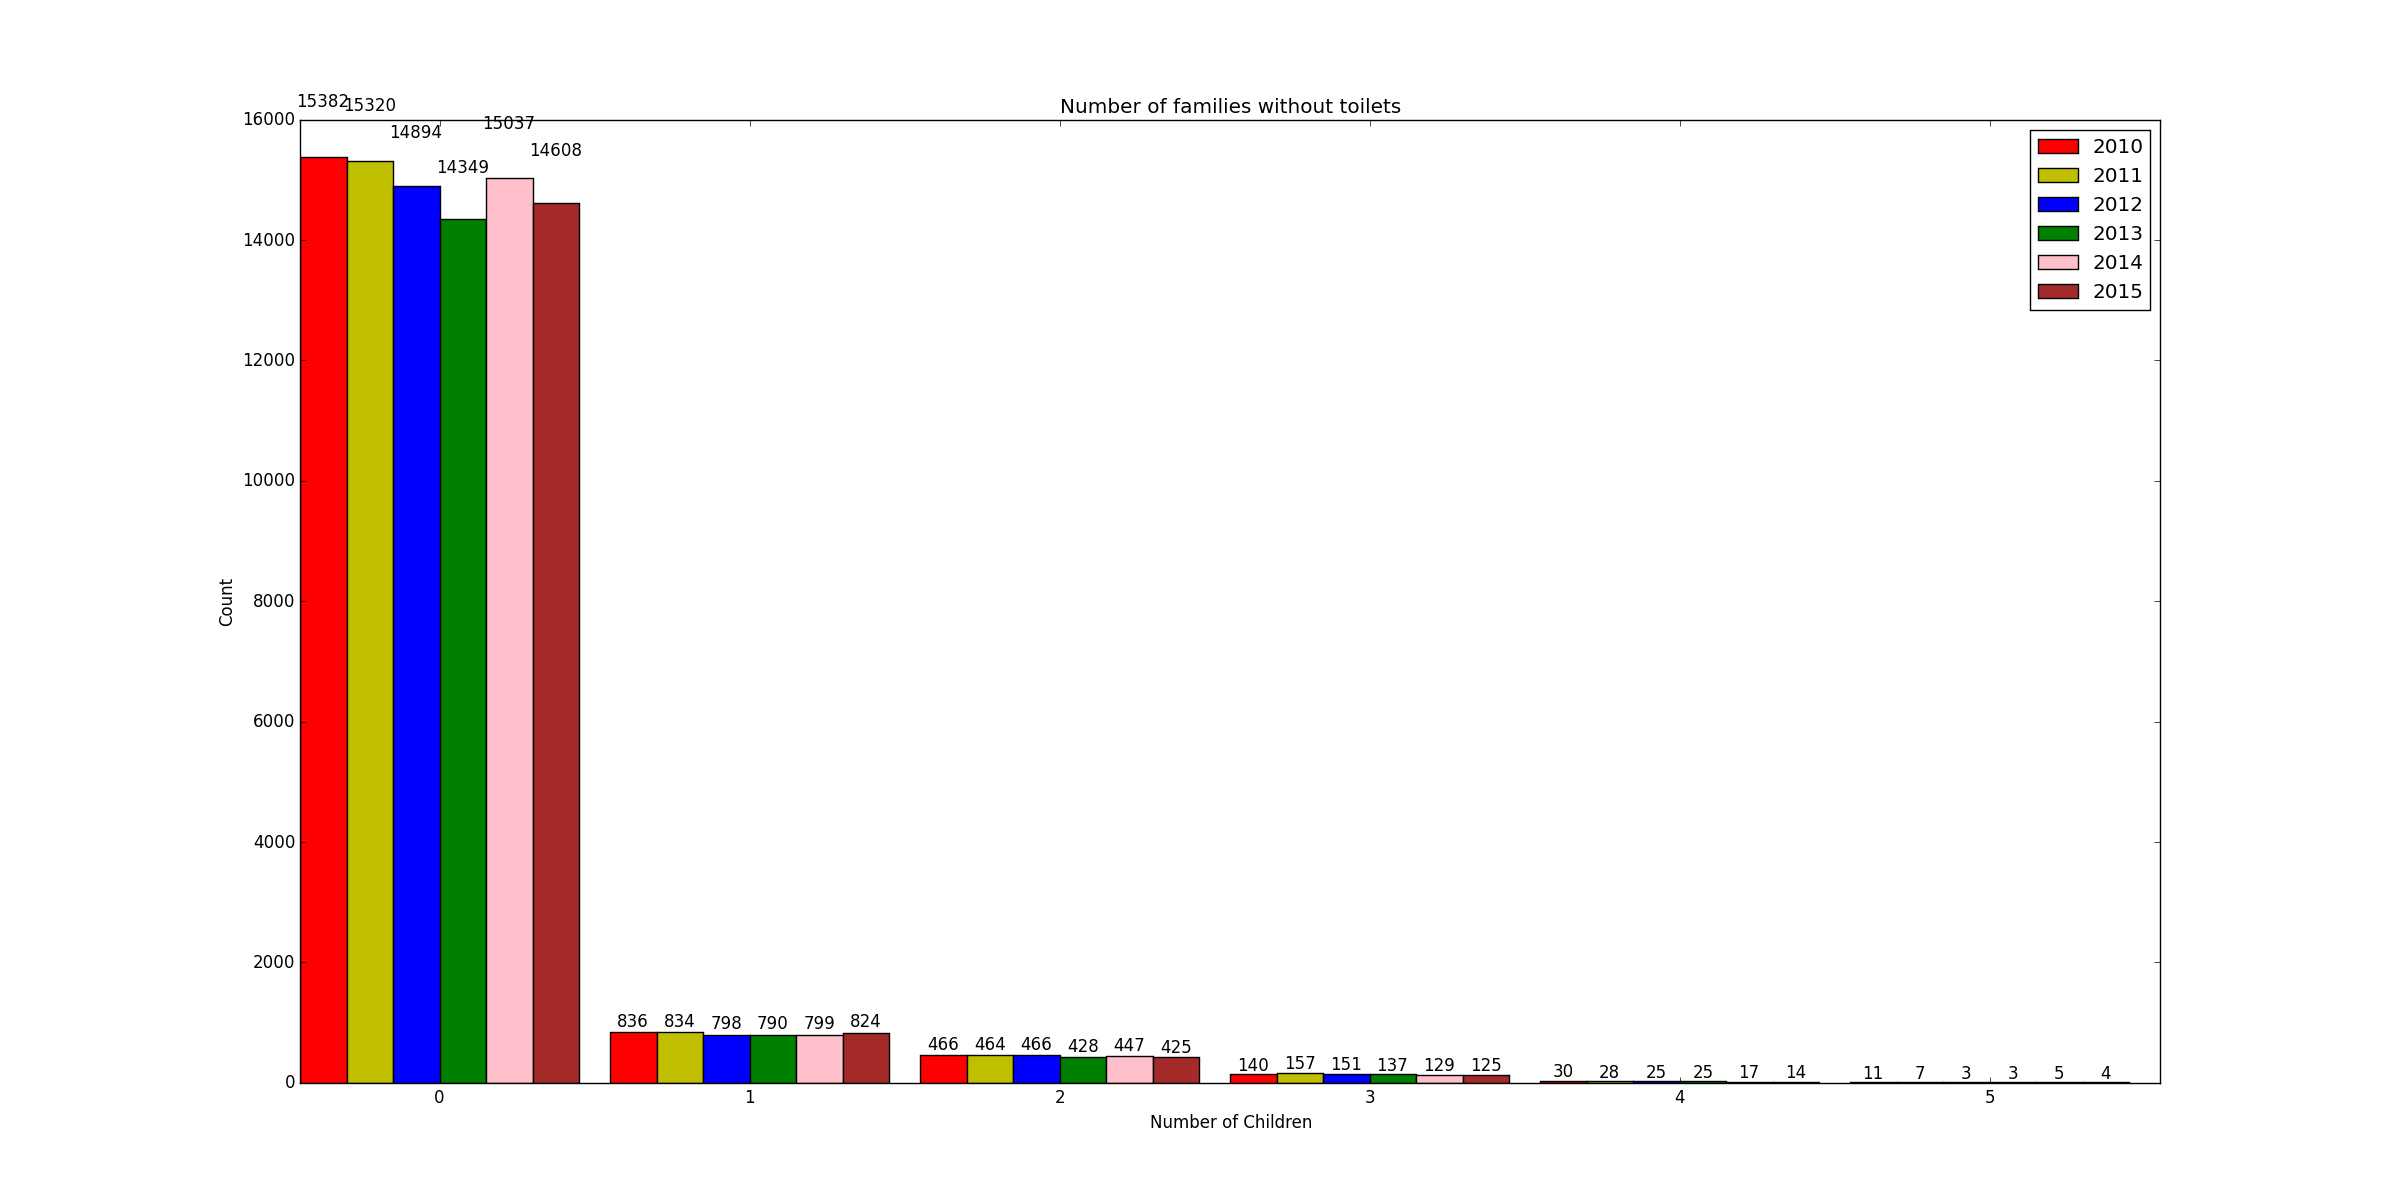 Number of families without toilets
15382 15320 14894 14349 15037 14608
836 834 798 790 799 824
466 464 466 428 447 425
140 157 151 137 129 125
30 28 25 25 17 14
11 7 3 3 5 4
2010
2011
2012
2013
2014
2015
16000
14000
12000
10000
8000
6000
4000
2000
0
Count
0 1 2 3 4 5
Number of Children